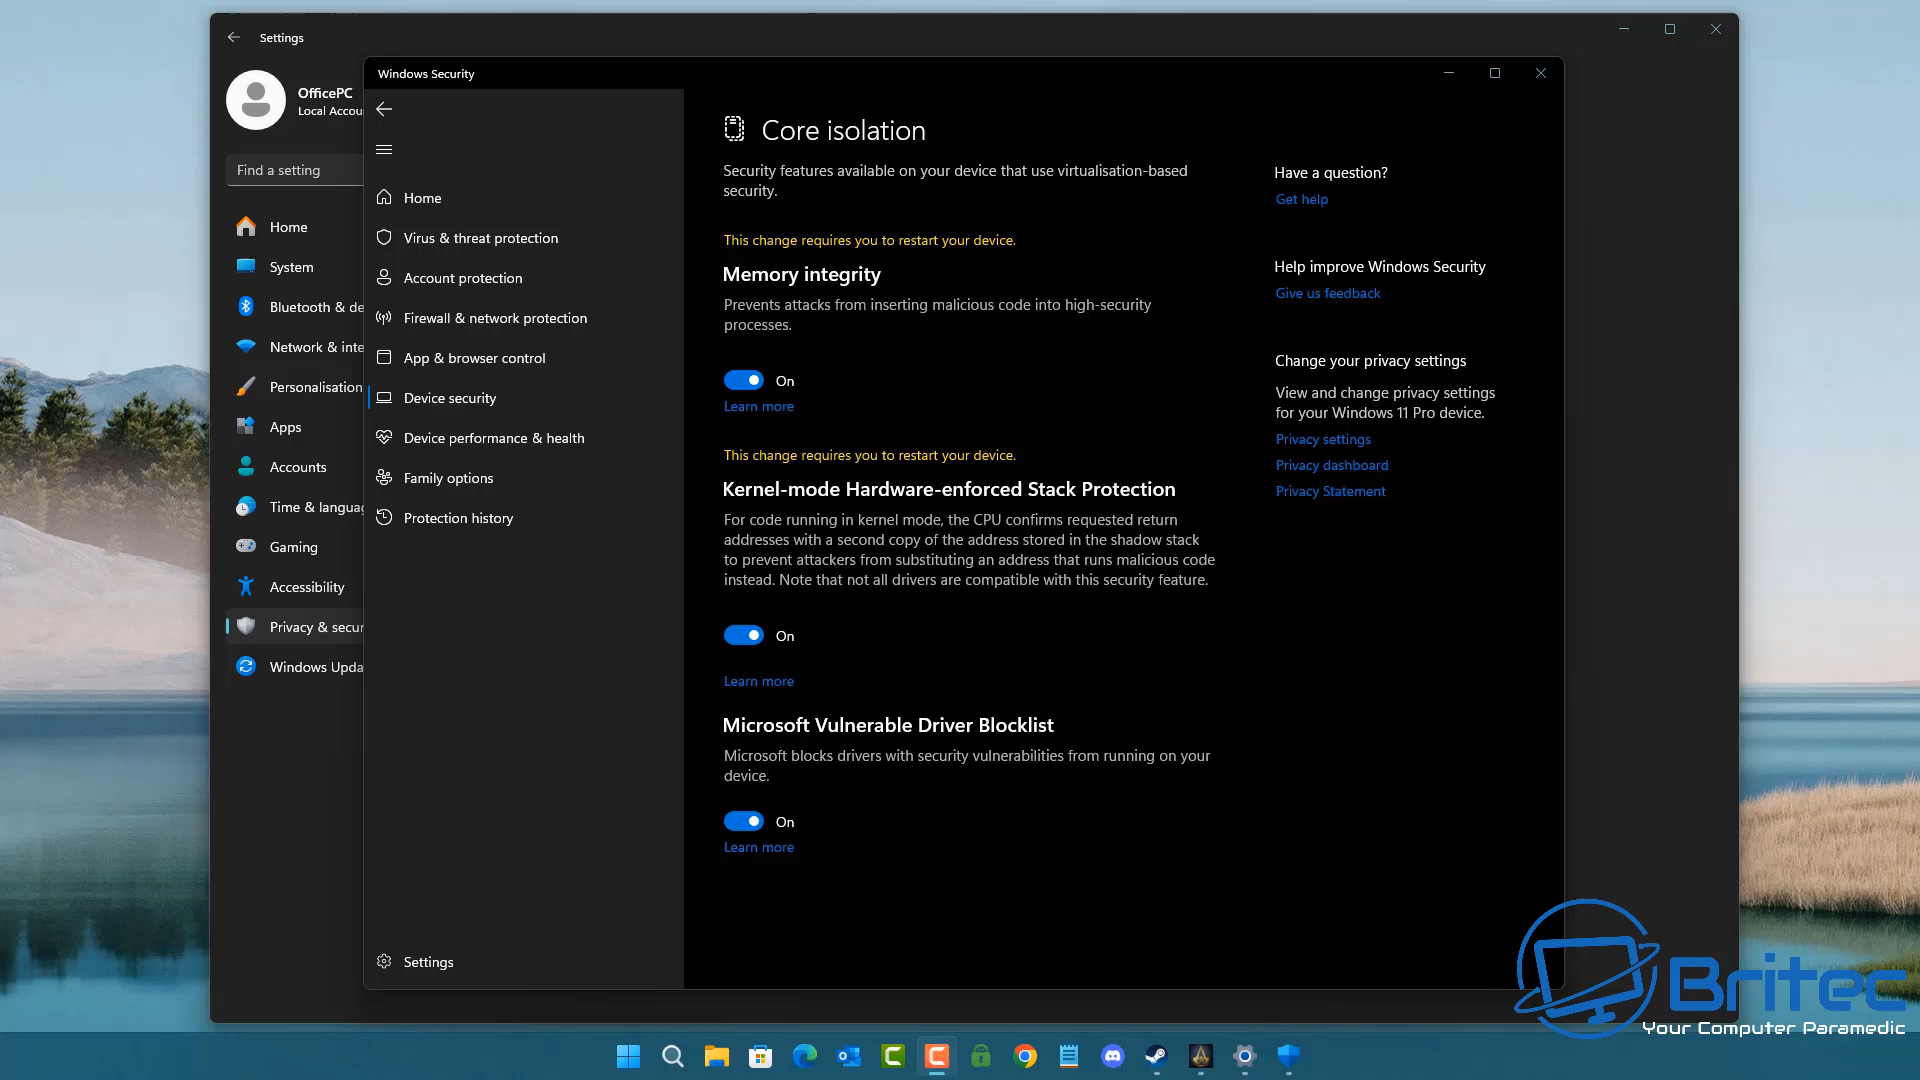 Settings
OfficePC
Local Accou
Find a setting
Home
System
Bluetooth & de
Network & inte
Personalisation
Apps
Accounts
Time & languag
Gaming
Accessibility
Privacy & secur
Windows Upda
Windows Security
Home
Virus & threat protection
Account protection
Firewall & network protection
App & browser control
Device security
Device performance & health
Family options
Protection history
Settings
Core isolation
Security features available on your device that use virtualisation-based
security.
This change requires you to restart your device.
Memory integrity
Prevents attacks from inserting malicious code into high-security
processes.
On
Learn more
This change requires you to restart your device.
Kernel-mode Hardware-enforced Stack Protection
For code running in kernel mode, the CPU confirms requested return
addresses with a second copy of the address stored in the shadow stack
to prevent attackers from substituting an address that runs malicious code
instead. Note that not all drivers are compatible with this security feature.
On
Learn more
Microsoft Vulnerable Driver Blocklist
Microsoft blocks drivers with security vulnerabilities from running on your
device.
On
Learn more
Have a question?
Get help
Help improve Windows Security
Give us feedback
Change your privacy settings
View and change privacy settings
for your Windows 11 Pro device.
Privacy settings
Privacy dashboard
Privacy Statement
Britec
Your Computer Paramedic